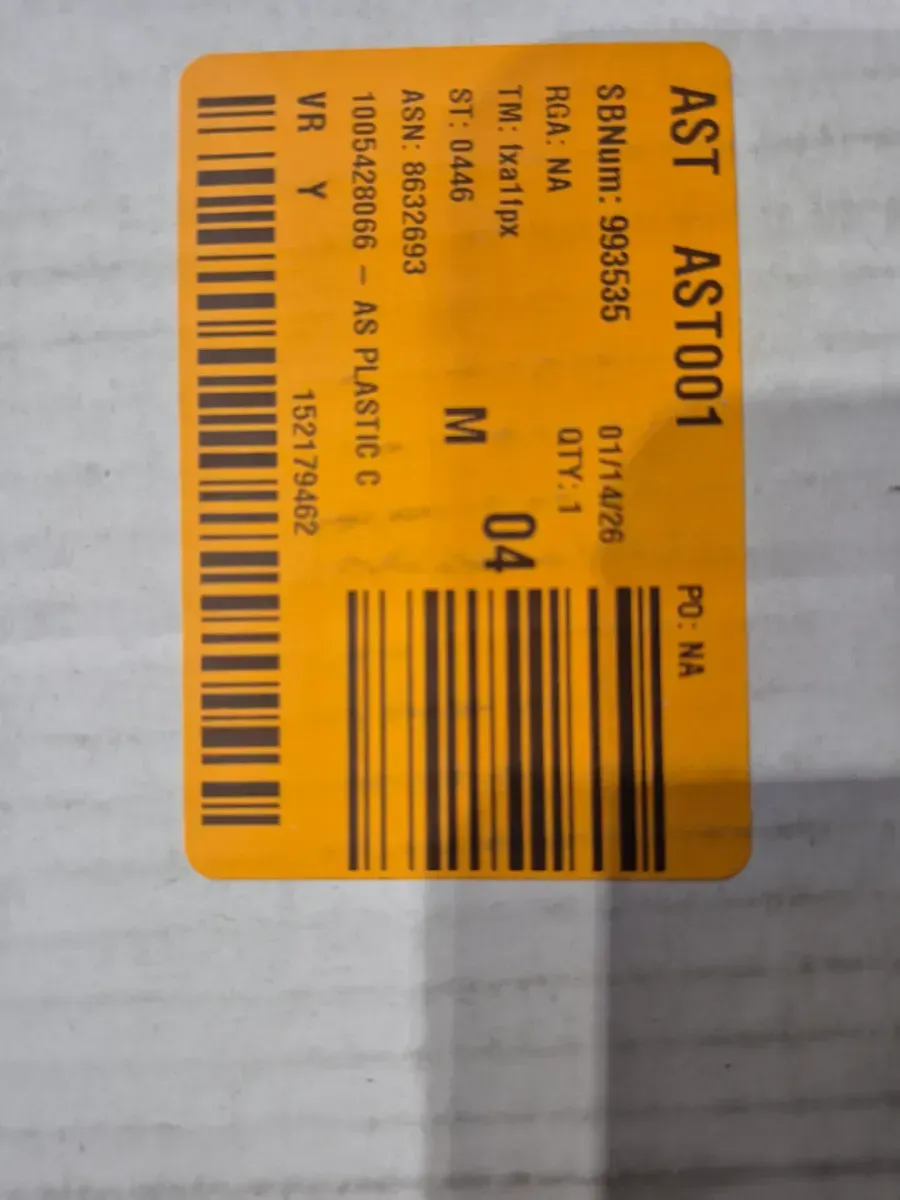 AST AST001 PO: NA
SBNum: 993535 01/14/26
RGA: NA QTY: 1
TM: fxa1fpx 04
ST: 0446 M
ASN: 8632693
1005428066 - AS PLASTIC C
VR Y 152179462